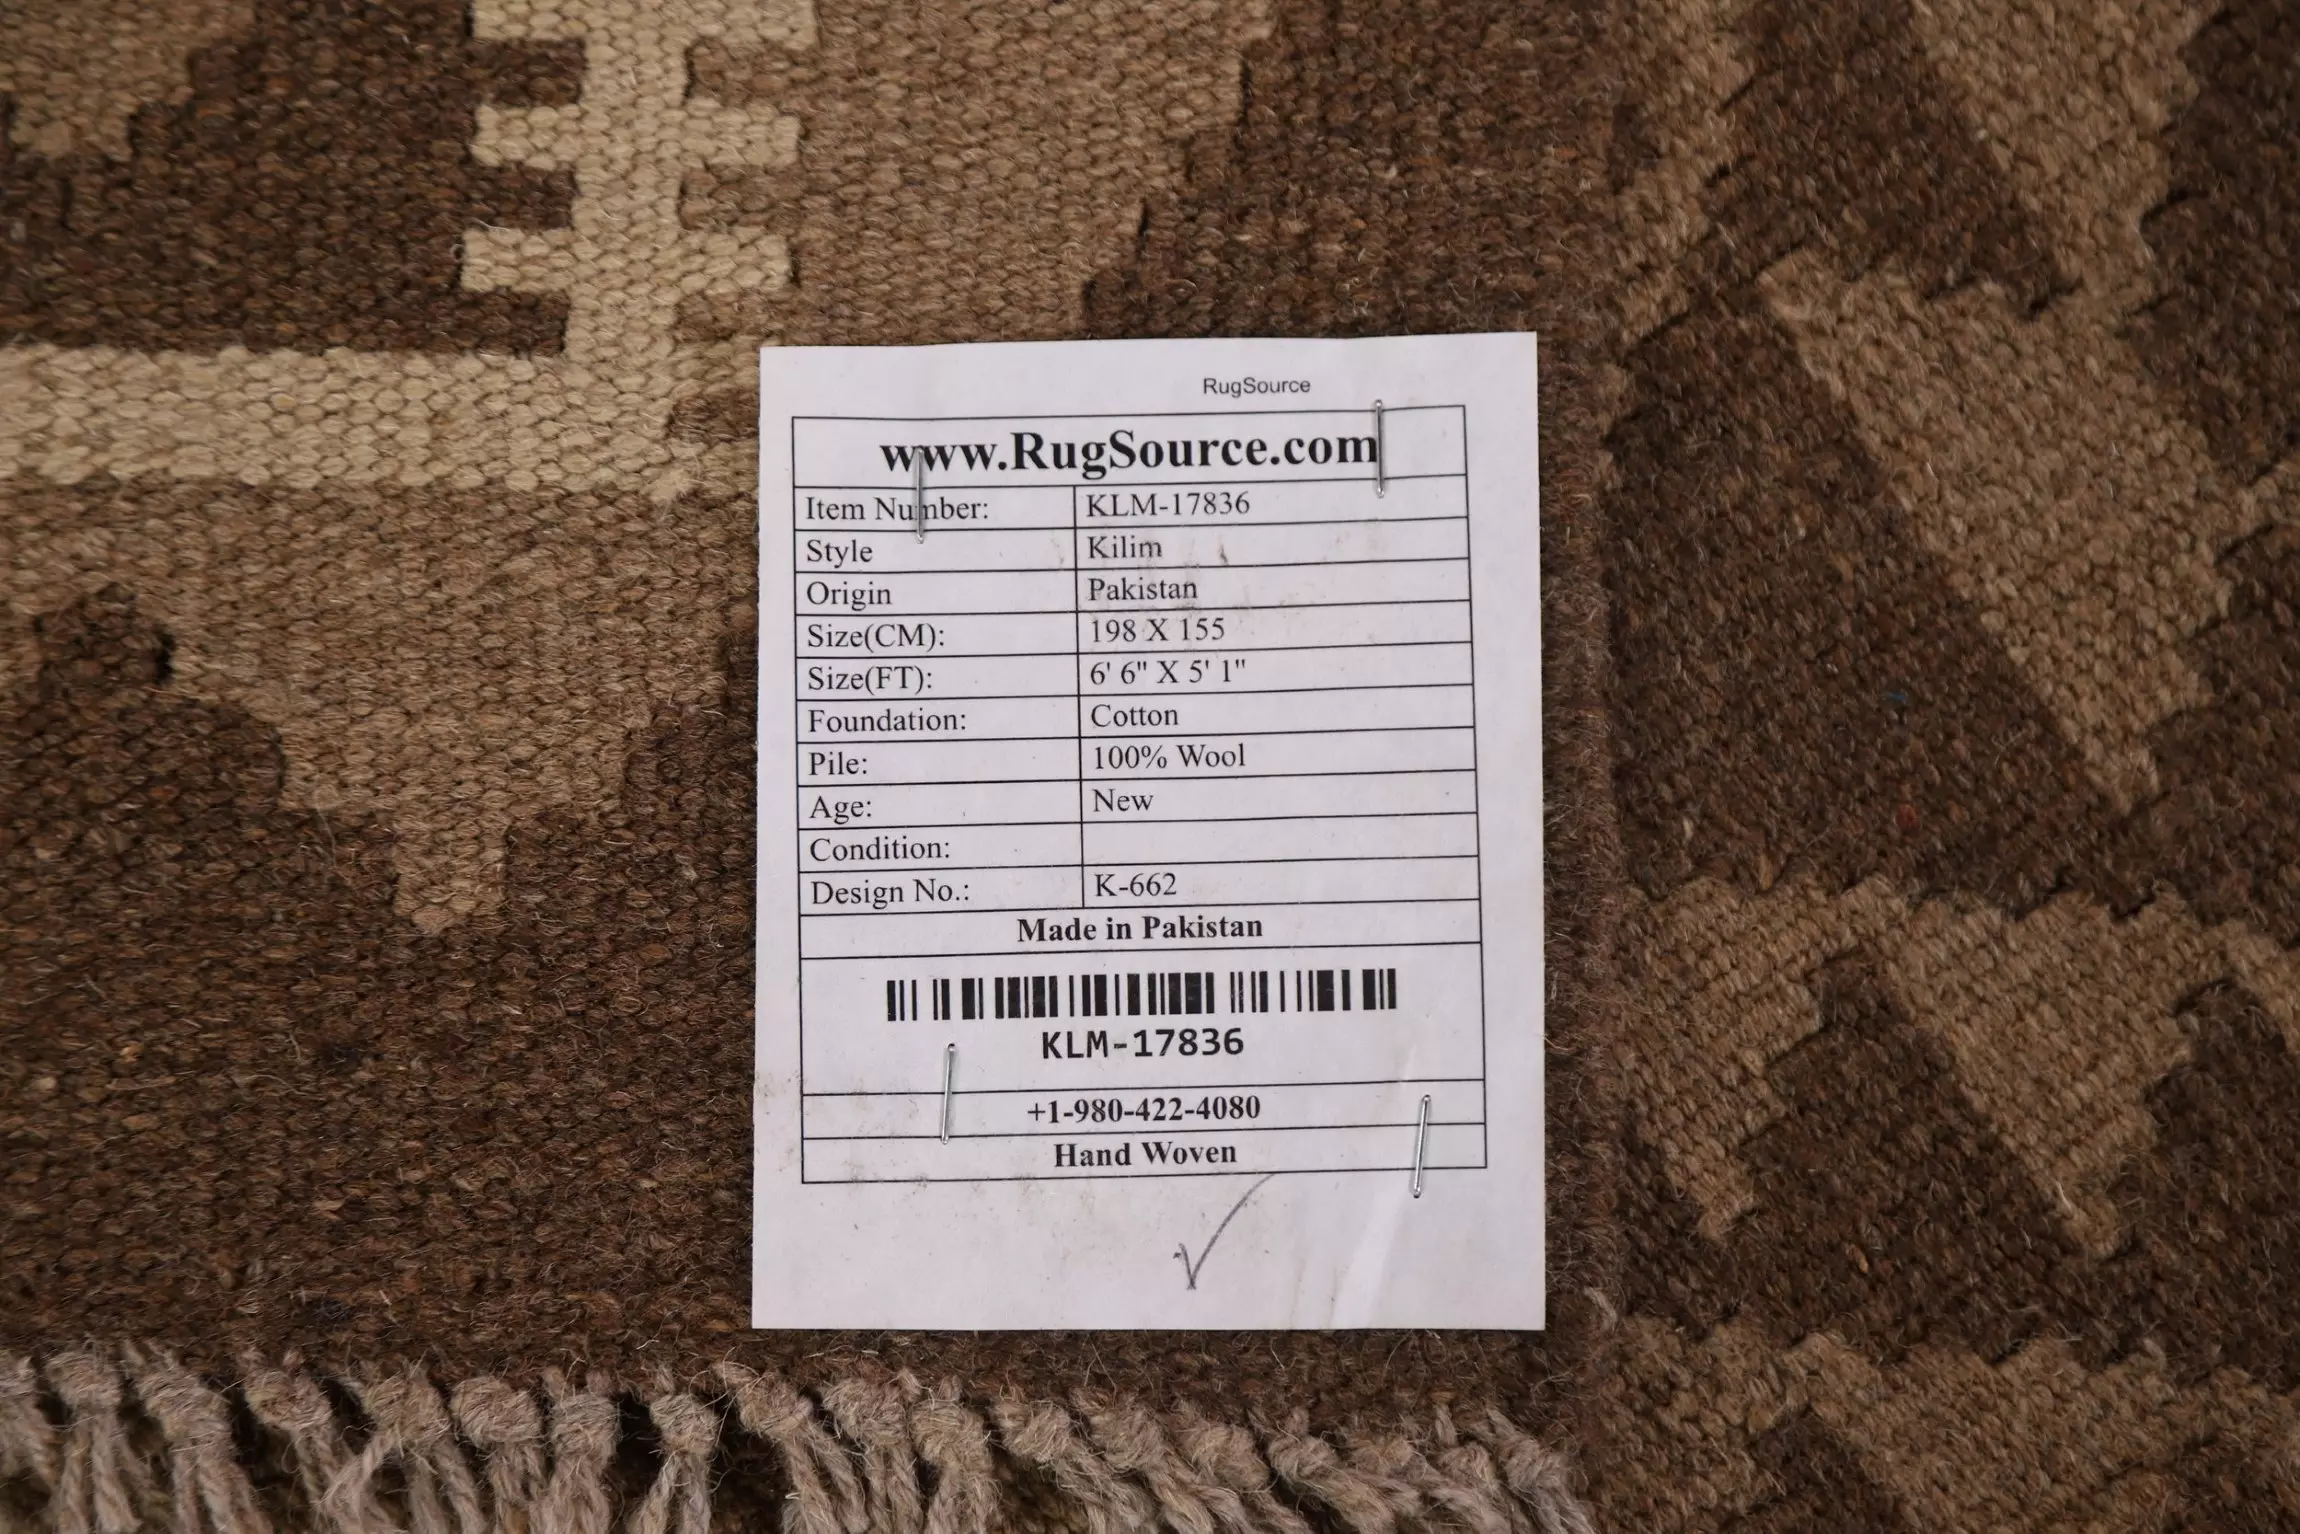 RugSource
www.RugSource.com
Item Number: KLM-17836
Style Kilim
Origin Pakistan
Size(CM): 198 X 155
Size(FT): 6' 6" X 5' 1"
Foundation: Cotton
Pile: 100% Wool
Age: New
Condition:
Design No.: K-662
Made in Pakistan
KLM-17836
+1-980-422-4080
Hand Woven